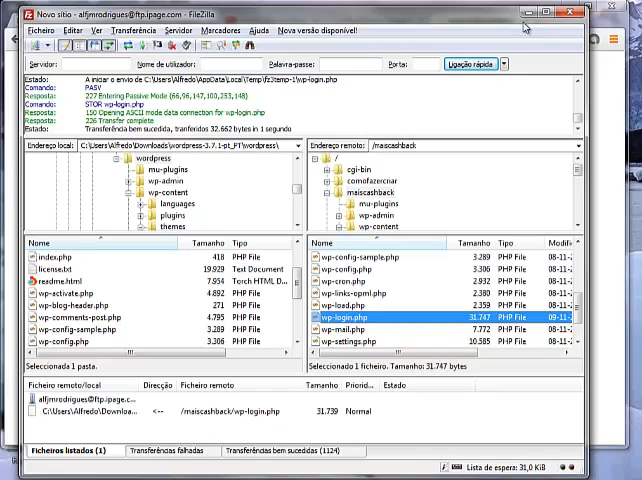 Novo sítio - alfjmrodrigues@ftp.ipage.com - FileZilla
Ficheiro Editar Ver Transferência Servidor Marcadores Ajuda Nova versão disponível!
Servidor: Nome de utilizador: Palavra-passe: Porta: Ligação rápida
Estado: A iniciar o envio de C:\Users\Alfredo\AppData\Local\Temp\fz3temp-1\wp-login.php
Comando: PASV
Resposta: 227 Entering Passive Mode (66,96,147,100,253,148)
Comando: STOR wp-login.php
Resposta: 150 Opening ASCII mode data connection for wp-login.php
Resposta: 226 Transfer complete
Estado: Transferência bem sucedida, tranferidos 32.662 bytes in 1 segundo
Endereço local: C:\Users\Alfredo\Downloads\wordpress-3.7.1-pt_PT\wordpress\
wordpress
mu-plugins
wp-admin
wp-content
languages
plugins
themes
Endereço remoto: /maiscashback
/
cgi-bin
comofazercriar
maiscashback
mu-plugins
wp-admin
wp-content
Nome Tamanho Tipo
index.php 418 PHP File
license.txt 19.929 Text Document
readme.html 7.954 Torch HTML D...
wp-activate.php 4.892 PHP File
wp-blog-header.php 271 PHP File
wp-comments-post.php 4.795 PHP File
wp-config-sample.php 3.289 PHP File
wp-config.php 3.306 PHP File
Seleccionada 1 pasta.
Nome Tamanho Tipo Modifi
wp-config-sample.php 3.289 PHP File 08-11-2
wp-config.php 3.306 PHP File 08-11-2
wp-cron.php 2.932 PHP File 08-11-2
wp-links-opml.php 2.380 PHP File 08-11-2
wp-load.php 2.359 PHP File 08-11-2
wp-login.php 31.747 PHP File 09-11-2
wp-mail.php 7.772 PHP File 08-11-2
wp-settings.php 10.585 PHP File 08-11-2
Seleccionado 1 ficheiro. Tamanho: 31.747 bytes
Ficheiro remoto/local Direcção Ficheiro remoto Tamanho Priorid... Estado
alfjmrodrigues@ftp.ipage.c...
C:\Users\Alfredo\Downloa... <-- /maiscashback/wp-login.php 31.739 Normal
Ficheiros listados (1) Transferências falhadas Transferências bem sucedidas (1124)
Lista de espera: 31,0 KiB